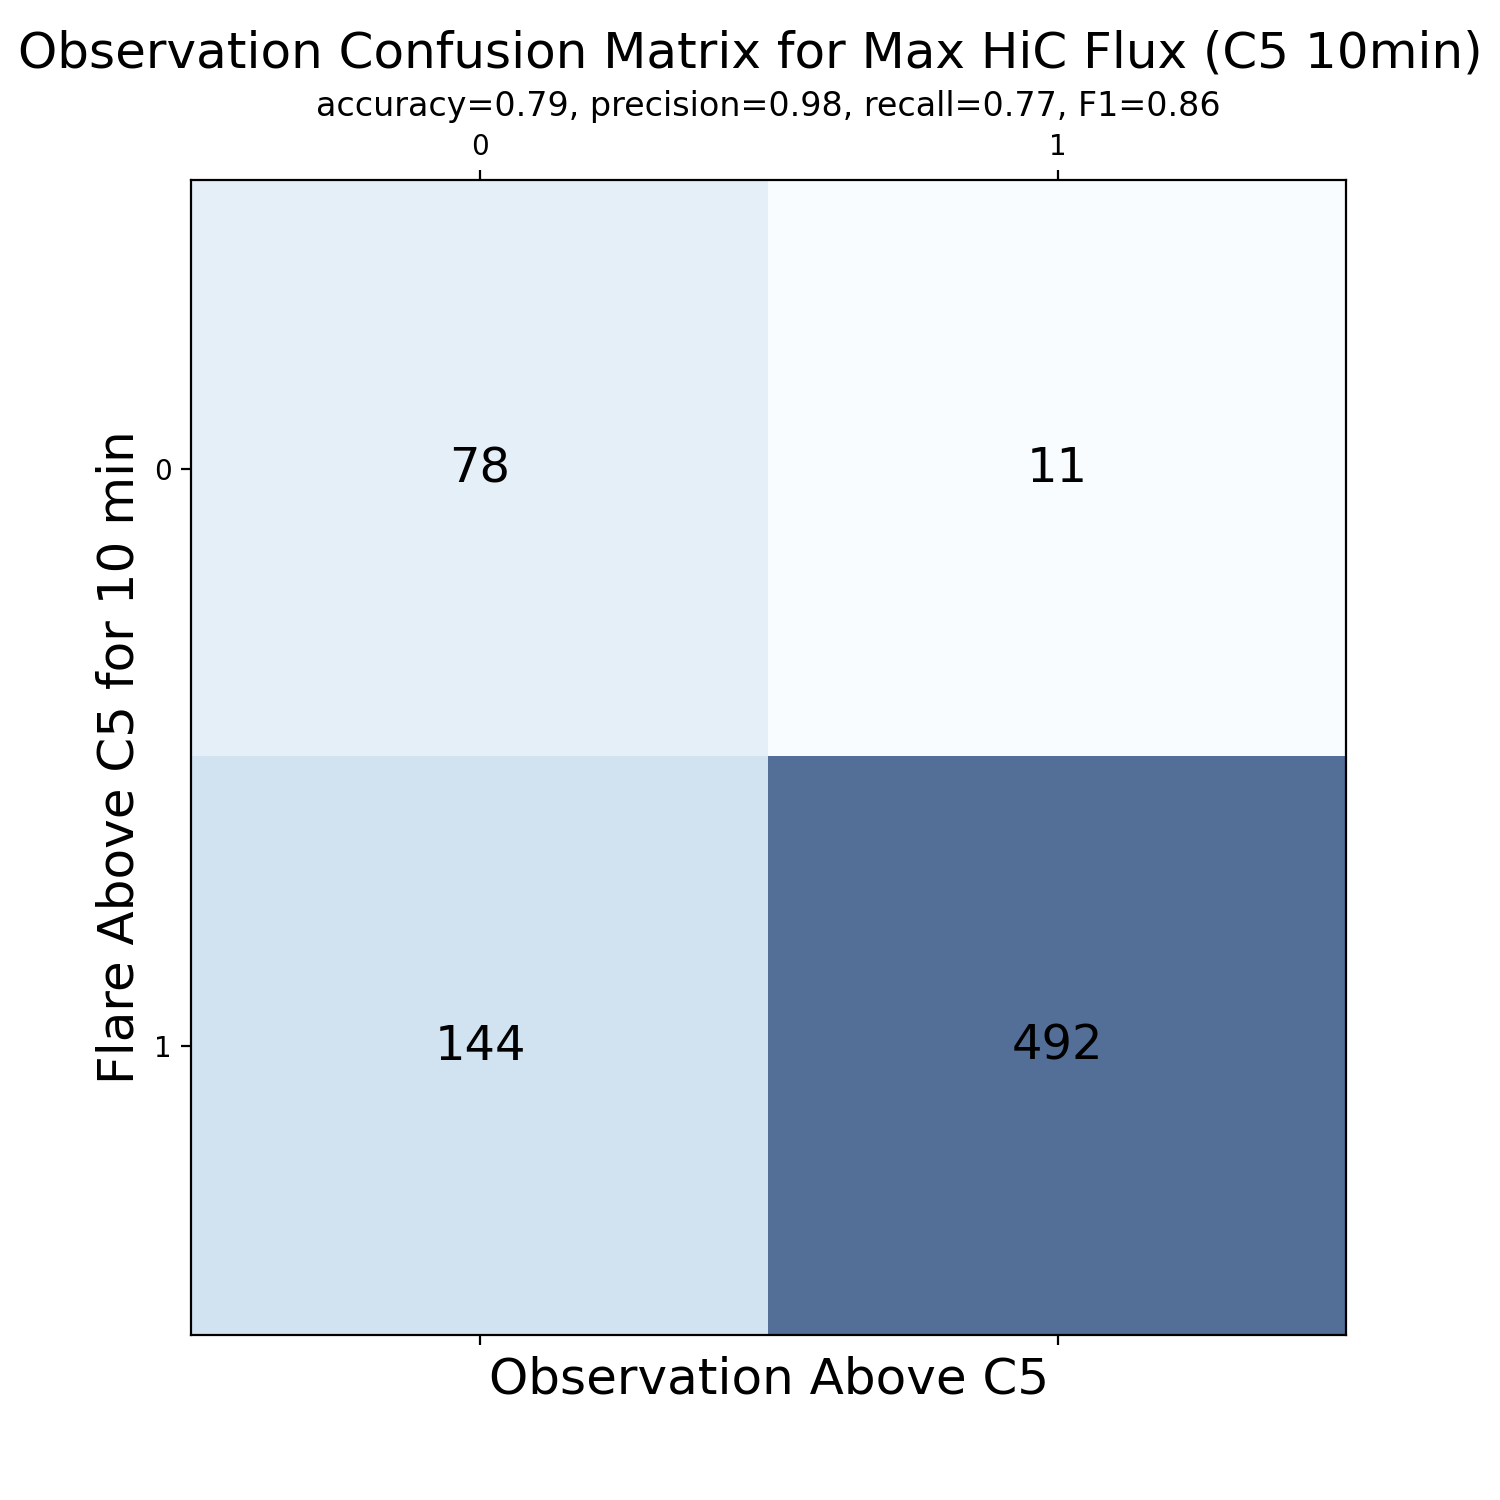 Observation Confusion Matrix for Max HiC Flux (C5 10min)
accuracy=0.79, precision=0.98, recall=0.77, F1=0.86
0 1
Flare Above C5 for 10 min
0
78 11
1
144 492
Observation Above C5